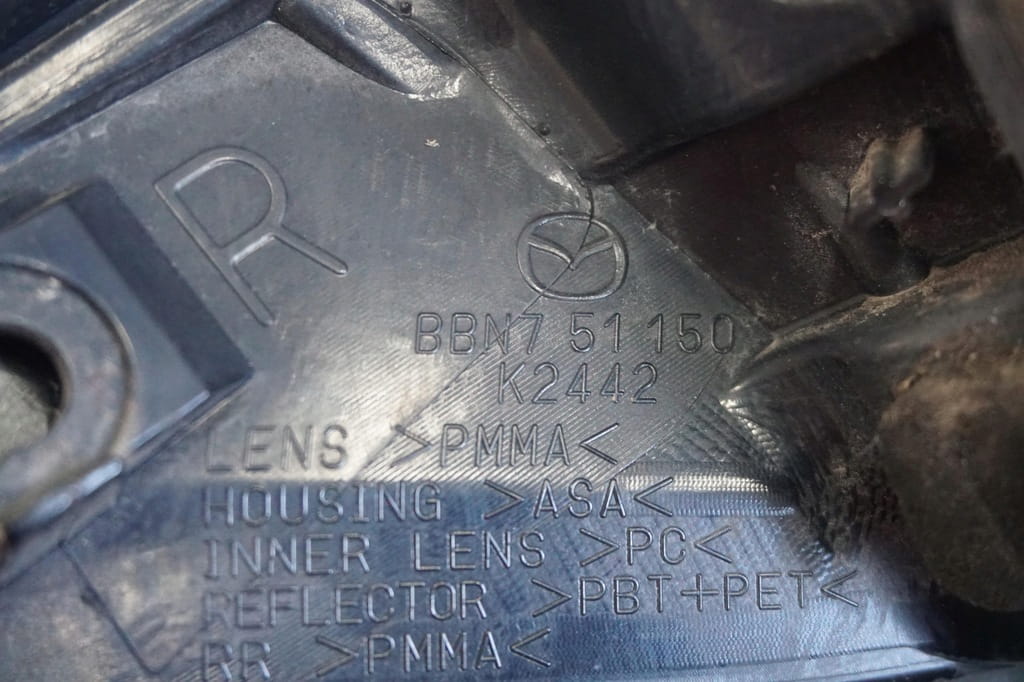 R
BBN7 51 150
K2442
LENS >PMMA<
HOUSING >ASA<
INNER LENS >PC<
REFLECTOR >PBT+PET<
RR >PMMA<